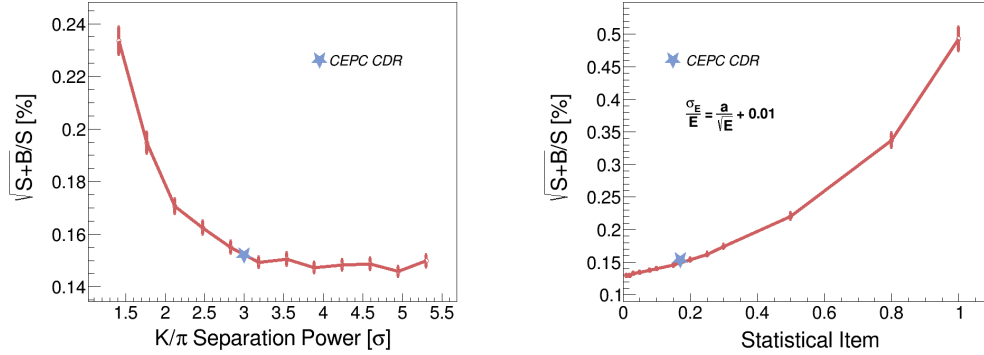 0.24
0.22
0.2
0.18
0.16
0.14
√S+B/S [%]
CEPC CDR
1.5 2 2.5 3 3.5 4 4.5 5 5.5
K/π Separation Power [σ]
0.5
0.45
0.4
0.35
0.3
0.25
0.2
0.15
0.1
√S+B/S [%]
CEPC CDR
σ_E/E = a/√E + 0.01
0 0.2 0.4 0.6 0.8 1
Statistical Item